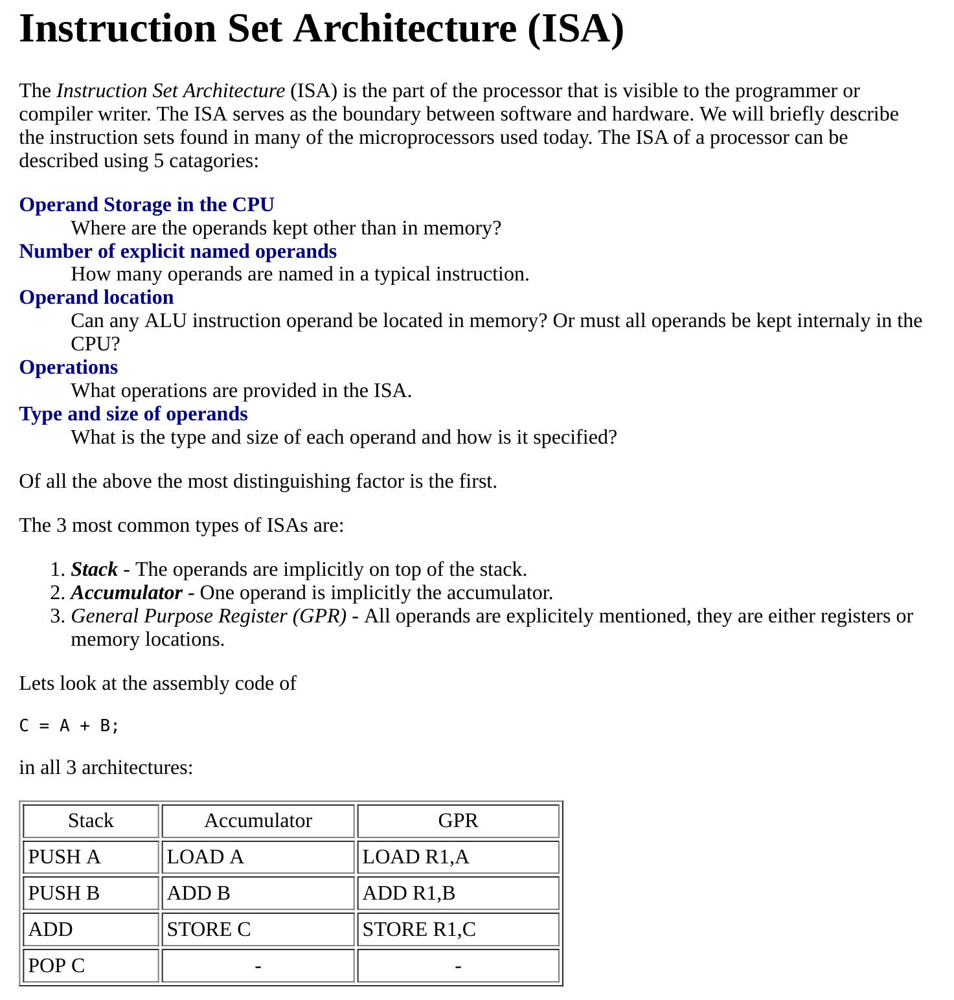 Instruction Set Architecture (ISA)
The Instruction Set Architecture (ISA) is the part of the processor that is visible to the programmer or
compiler writer. The ISA serves as the boundary between software and hardware. We will briefly describe
the instruction sets found in many of the microprocessors used today. The ISA of a processor can be
described using 5 catagories:
Operand Storage in the CPU
Where are the operands kept other than in memory?
Number of explicit named operands
How many operands are named in a typical instruction.
Operand location
Can any ALU instruction operand be located in memory? Or must all operands be kept internaly in the
CPU?
Operations
What operations are provided in the ISA.
Type and size of operands
What is the type and size of each operand and how is it specified?
Of all the above the most distinguishing factor is the first.
The 3 most common types of ISAs are:
1. Stack - The operands are implicitly on top of the stack.
2. Accumulator - One operand is implicitly the accumulator.
3. General Purpose Register (GPR) - All operands are explicitely mentioned, they are either registers or
memory locations.
Lets look at the assembly code of
C = A + B;
in all 3 architectures:
Stack Accumulator GPR
PUSH A LOAD A LOAD R1,A
PUSH B ADD B ADD R1,B
ADD STORE C STORE R1,C
POP C - -